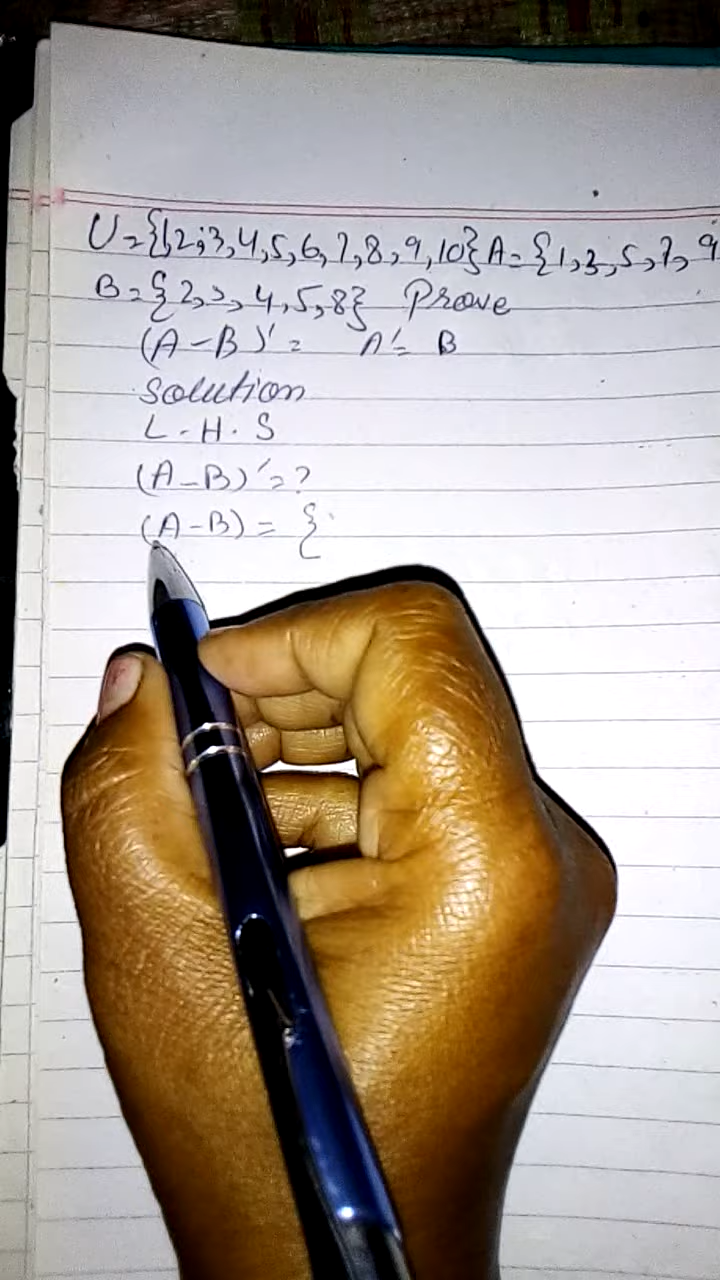 U={1,2,3,4,5,6,7,8,9,10} A={1,3,5,7,9
B={2,3,4,5,8} Prove
(A-B)'= A'= B
Solution
L.H.S
(A-B)'=?
(A-B) = {